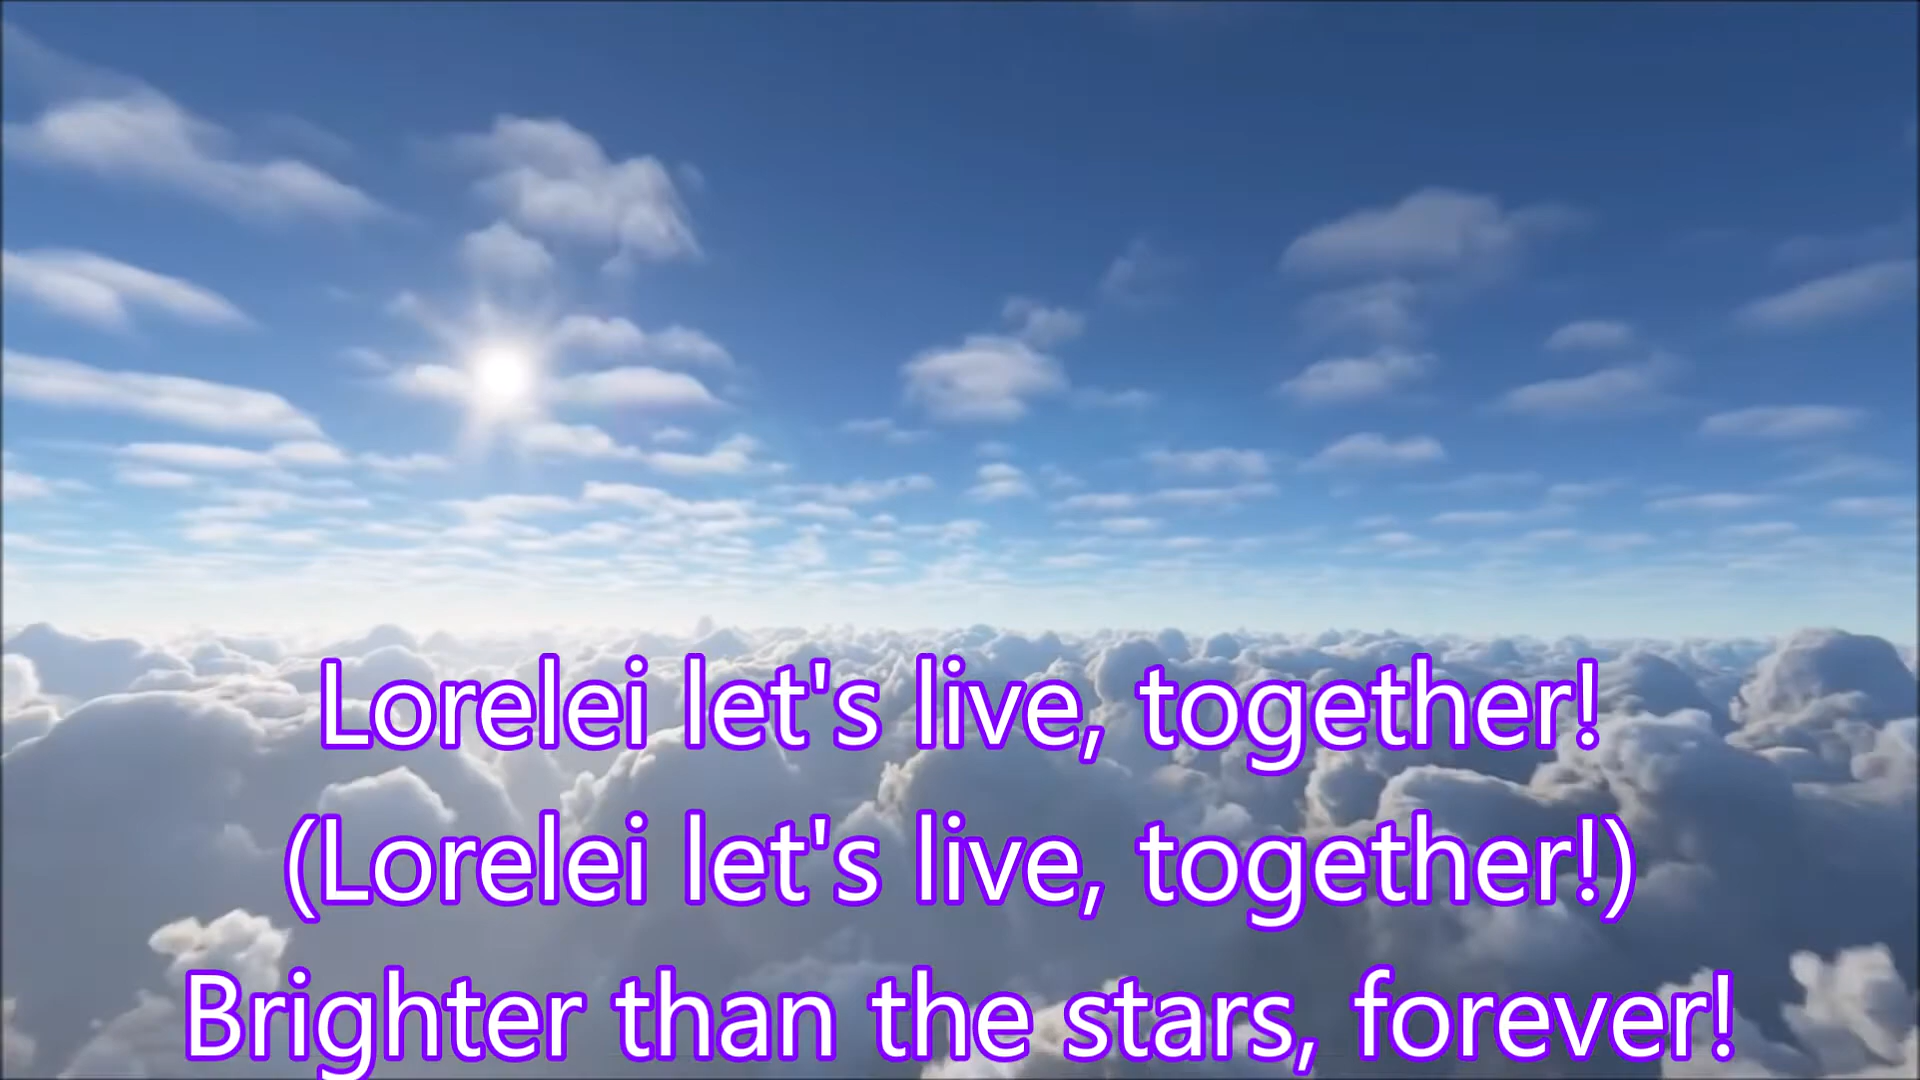 Lorelei let's live, together!
(Lorelei let's live, together!)
Brighter than the stars, forever!